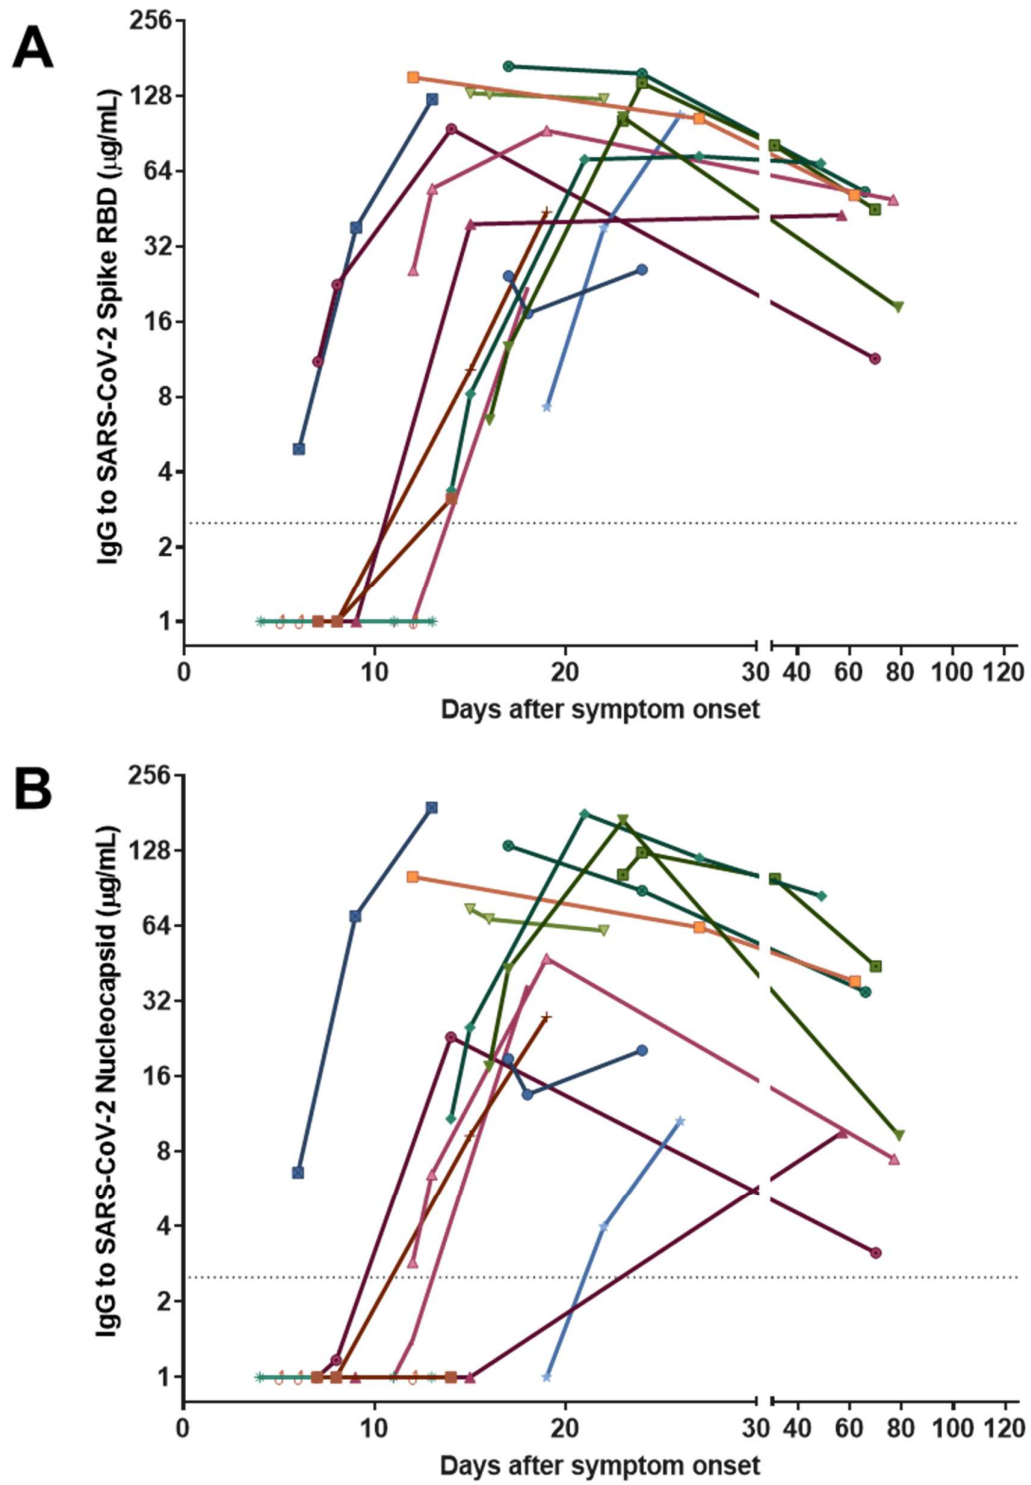 A
IgG to SARS-CoV-2 Spike RBD (µg/mL)
256
128
64
32
16
8
4
2
1
0 10 20 30 40 60 80 100 120
Days after symptom onset
B
IgG to SARS-CoV-2 Nucleocapsid (µg/mL)
256
128
64
32
16
8
4
2
1
0 10 20 30 40 60 80 100 120
Days after symptom onset